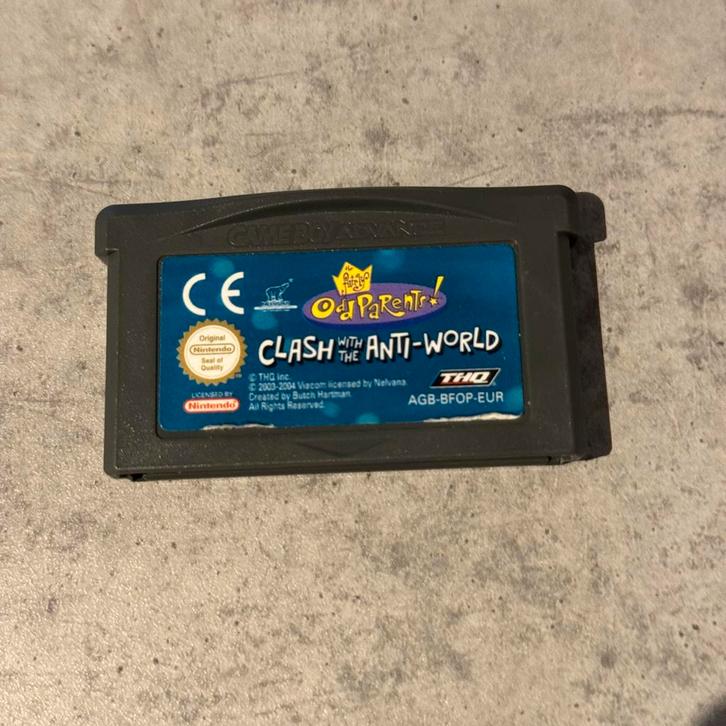 GAME BOY ADVANCE
CE
the Fairly
OddParents!
CLASH WITH THE ANTI-WORLD
Original
Nintendo
Seal of
Quality
TM
LICENSED BY
Nintendo
© THQ Inc.
© 2003-2004 Viacom licensed by Nelvana.
Created by Butch Hartman.
All Rights Reserved.
THQ
AGB-BFOP-EUR